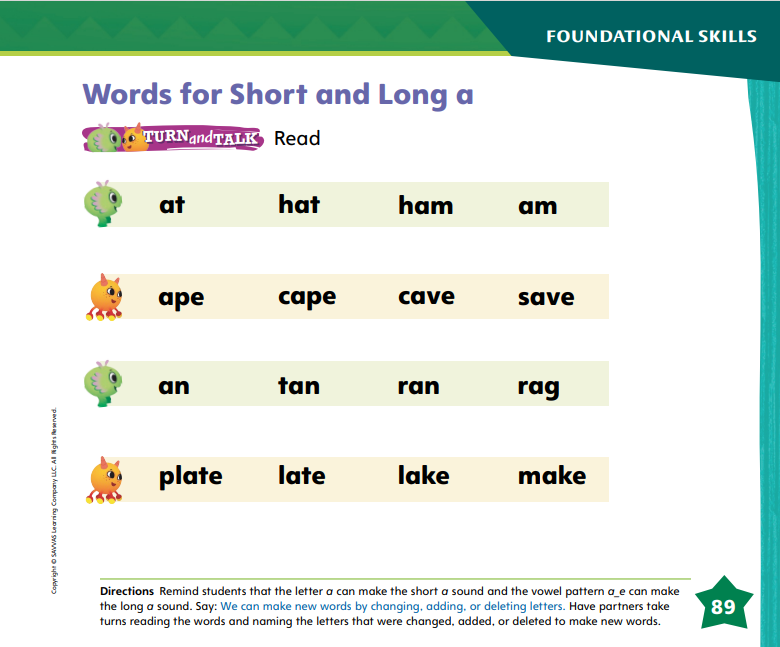 FOUNDATIONAL SKILLS
Words for Short and Long a
TURN and TALK Read
at hat ham am
ape cape cave save
an tan ran rag
plate late lake make
Copyright © SAVVAS Learning Company LLC. All Rights Reserved.
Directions Remind students that the letter a can make the short a sound and the vowel pattern a_e can make
the long a sound. Say: We can make new words by changing, adding, or deleting letters. Have partners take
turns reading the words and naming the letters that were changed, added, or deleted to make new words.
89